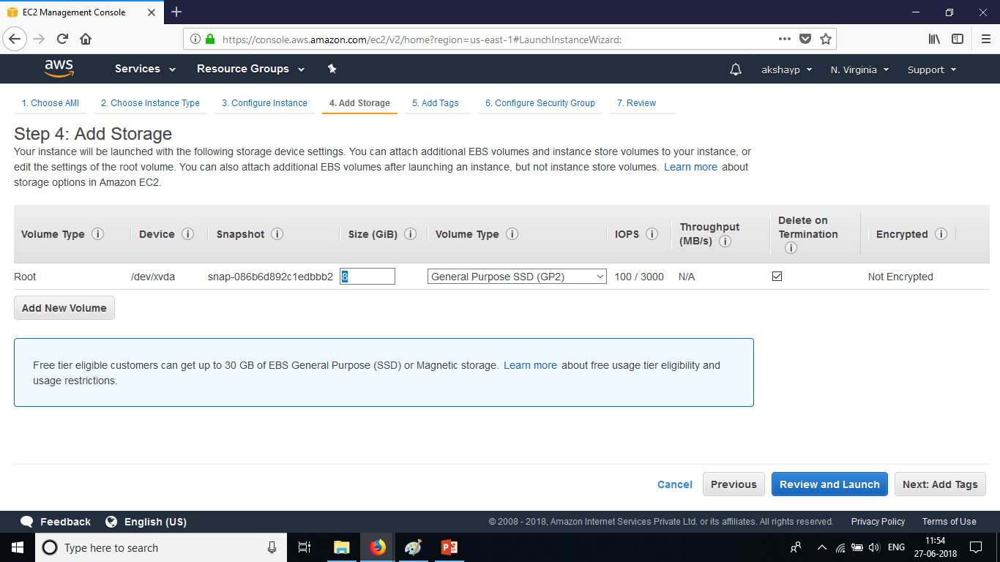 EC2 Management Console
https://console.aws.amazon.com/ec2/v2/home?region=us-east-1#LaunchInstanceWizard:
aws Services Resource Groups akshayp N. Virginia Support
1. Choose AMI 2. Choose Instance Type 3. Configure Instance 4. Add Storage 5. Add Tags 6. Configure Security Group 7. Review
Step 4: Add Storage
Your instance will be launched with the following storage device settings. You can attach additional EBS volumes and instance store volumes to your instance, or
edit the settings of the root volume. You can also attach additional EBS volumes after launching an instance, but not instance store volumes. Learn more about
storage options in Amazon EC2.
Volume Type Device Snapshot Size (GiB) Volume Type IOPS Throughput (MB/s) Delete on Termination Encrypted
Root /dev/xvda snap-086b6d892c1edbbb2 8 General Purpose SSD (GP2) 100 / 3000 N/A Not Encrypted
Add New Volume
Free tier eligible customers can get up to 30 GB of EBS General Purpose (SSD) or Magnetic storage. Learn more about free usage tier eligibility and
usage restrictions.
Cancel Previous Review and Launch Next: Add Tags
Feedback English (US) © 2008 - 2018, Amazon Internet Services Private Ltd. or its affiliates. All rights reserved. Privacy Policy Terms of Use
Type here to search ENG 11:54
27-06-2018